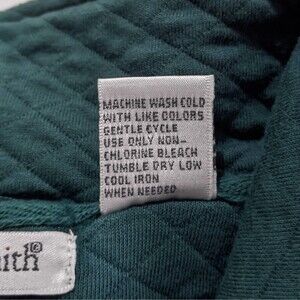 MACHINE WASH COLD
WITH LIKE COLORS
GENTLE CYCLE
USE ONLY NON-
CHLORINE BLEACH
TUMBLE DRY LOW
COOL IRON
WHEN NEEDED
ith®